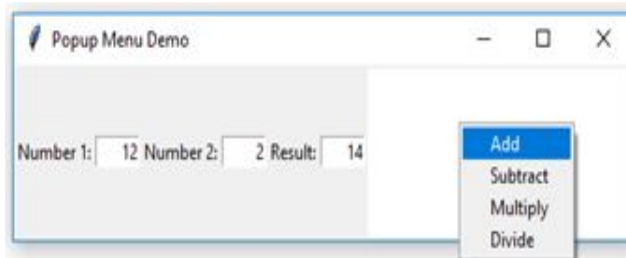 Popup Menu Demo
Number 1: 12 Number 2: 2 Result: 14
Add
Subtract
Multiply
Divide